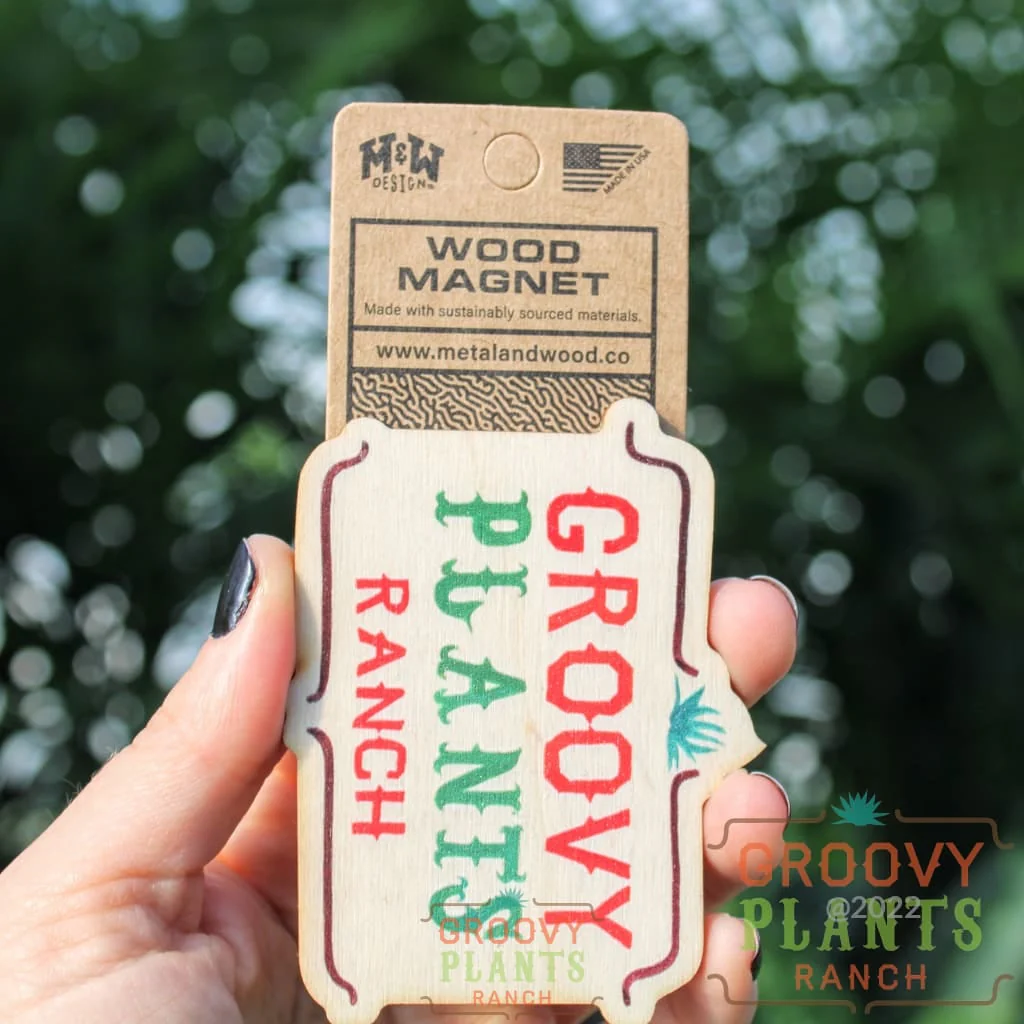 M&W
DESIGN
MADE IN USA
WOOD
MAGNET
Made with sustainably sourced materials.
www.metalandwood.co
GROOVY
PLANTS
RANCH
GROOVY
PLANTS
RANCH
GROOVY
PLANTS
@2022
RANCH